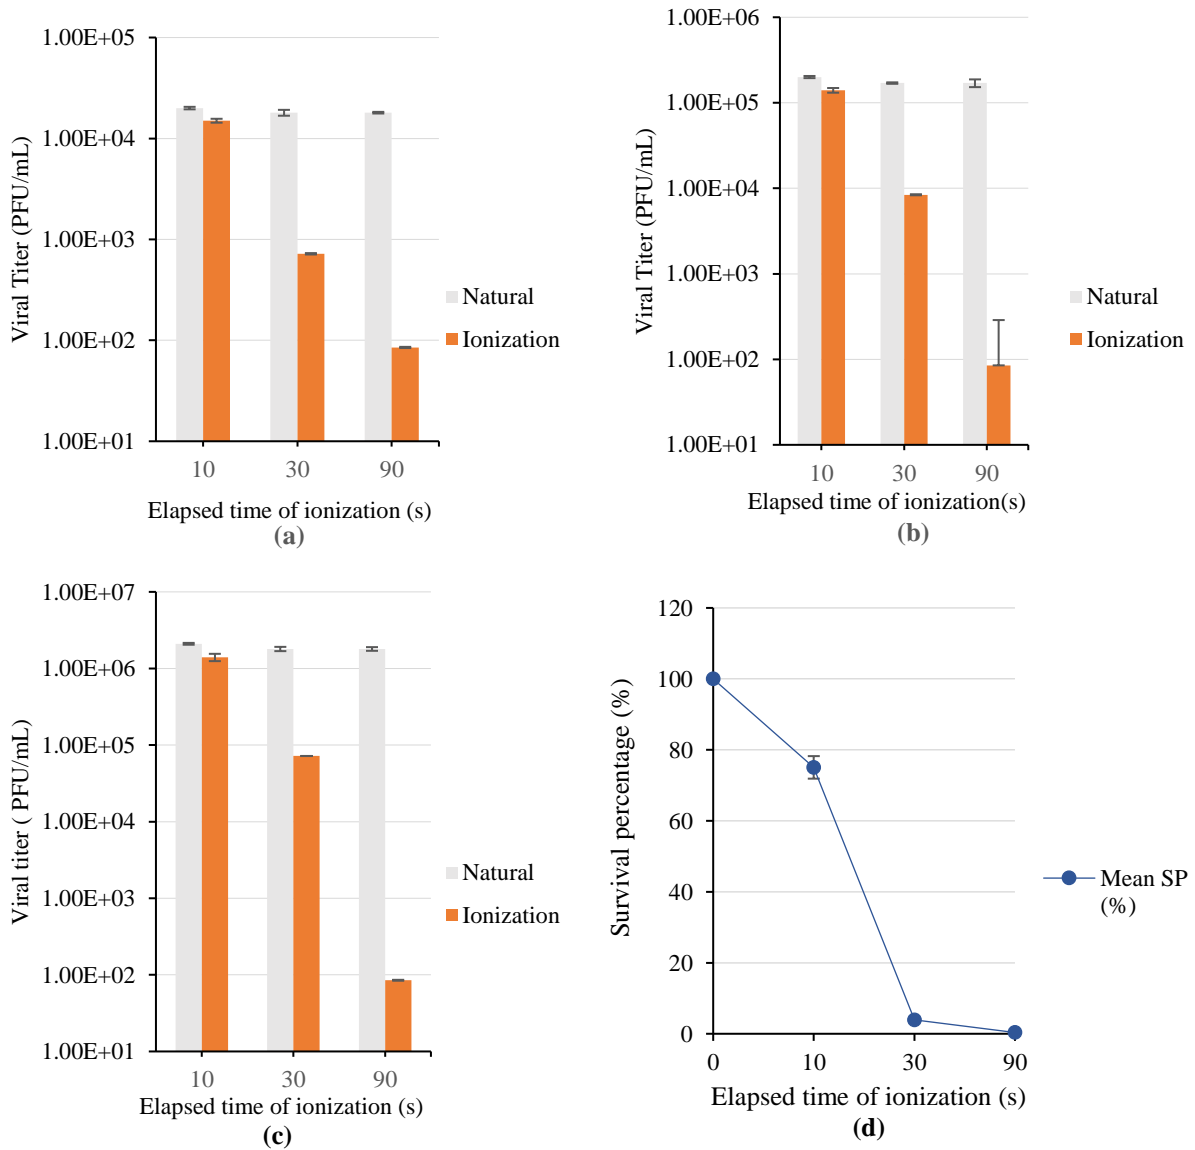 1.00E+05
1.00E+04
1.00E+03
1.00E+02
1.00E+01
Viral Titer (PFU/mL)
10 30 90
Elapsed time of ionization (s)
Natural
Ionization
(a)
1.00E+06
1.00E+05
1.00E+04
1.00E+03
1.00E+02
1.00E+01
Viral Titer (PFU/mL)
10 30 90
Elapsed time of ionization(s)
Natural
Ionization
(b)
1.00E+07
1.00E+06
1.00E+05
1.00E+04
1.00E+03
1.00E+02
1.00E+01
Viral titer ( PFU/mL)
10 30 90
Elapsed time of ionization (s)
Natural
Ionization
(c)
120
100
80
60
40
20
0
Survival percentage (%)
0 10 30 90
Elapsed time of ionization (s)
Mean SP
(%)
(d)